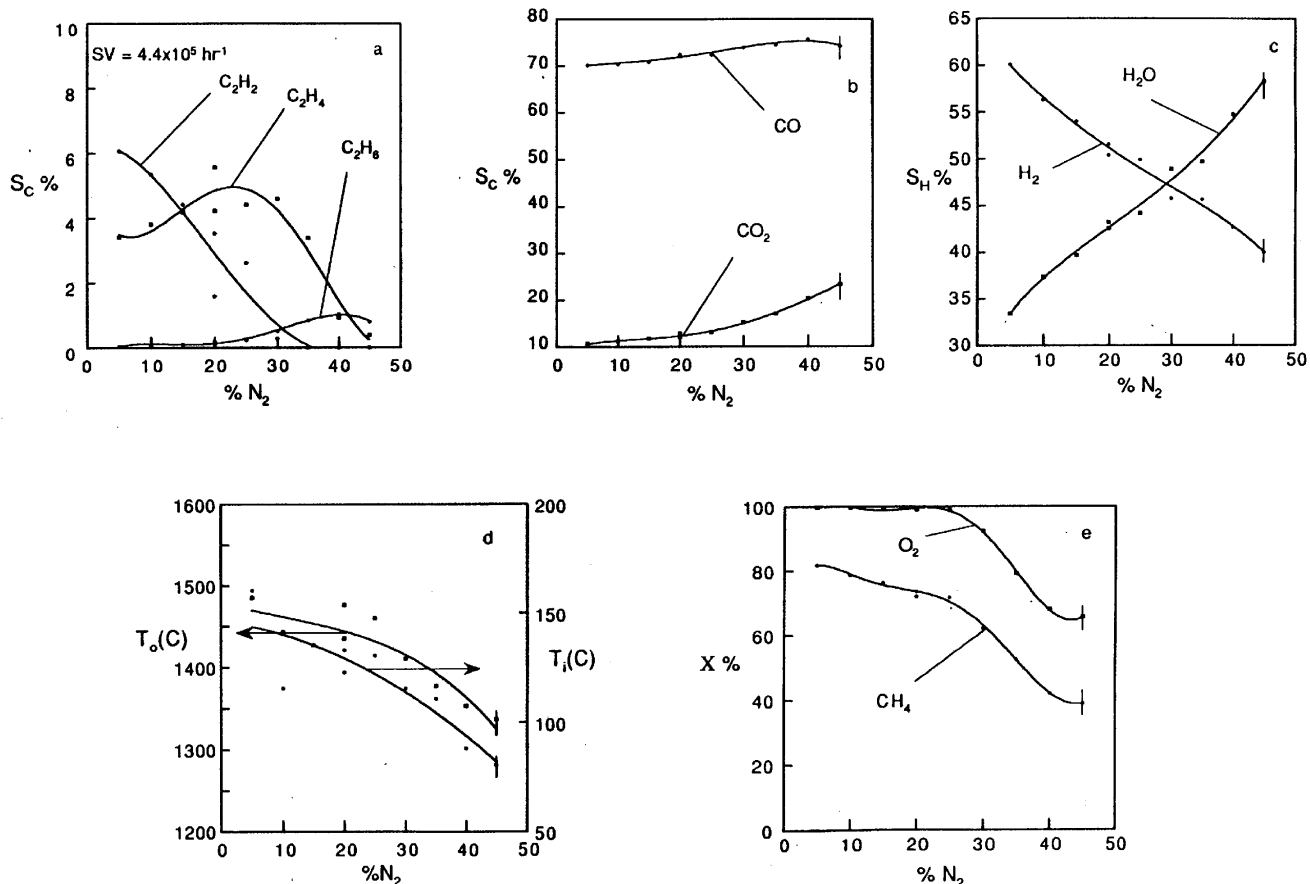 a
SV = 4.4x10⁵ hr⁻¹
C₂H₂
C₂H₄
C₂H₆
S_C %
10
8
6
4
2
0
0 10 20 30 40 50
% N₂
b
CO
CO₂
S_C %
80
70
60
50
40
30
20
10
0 10 20 30 40 50
% N₂
c
H₂O
H₂
S_H %
65
60
55
50
45
40
35
30
0 10 20 30 40 50
% N₂
d
T_o(C)
1600
1500
1400
1300
1200
T_i(C)
200
150
100
50
0 10 20 30 40 50
%N₂
e
O₂
CH₄
X %
100
80
60
40
20
0
0 10 20 30 40 50
% N₂